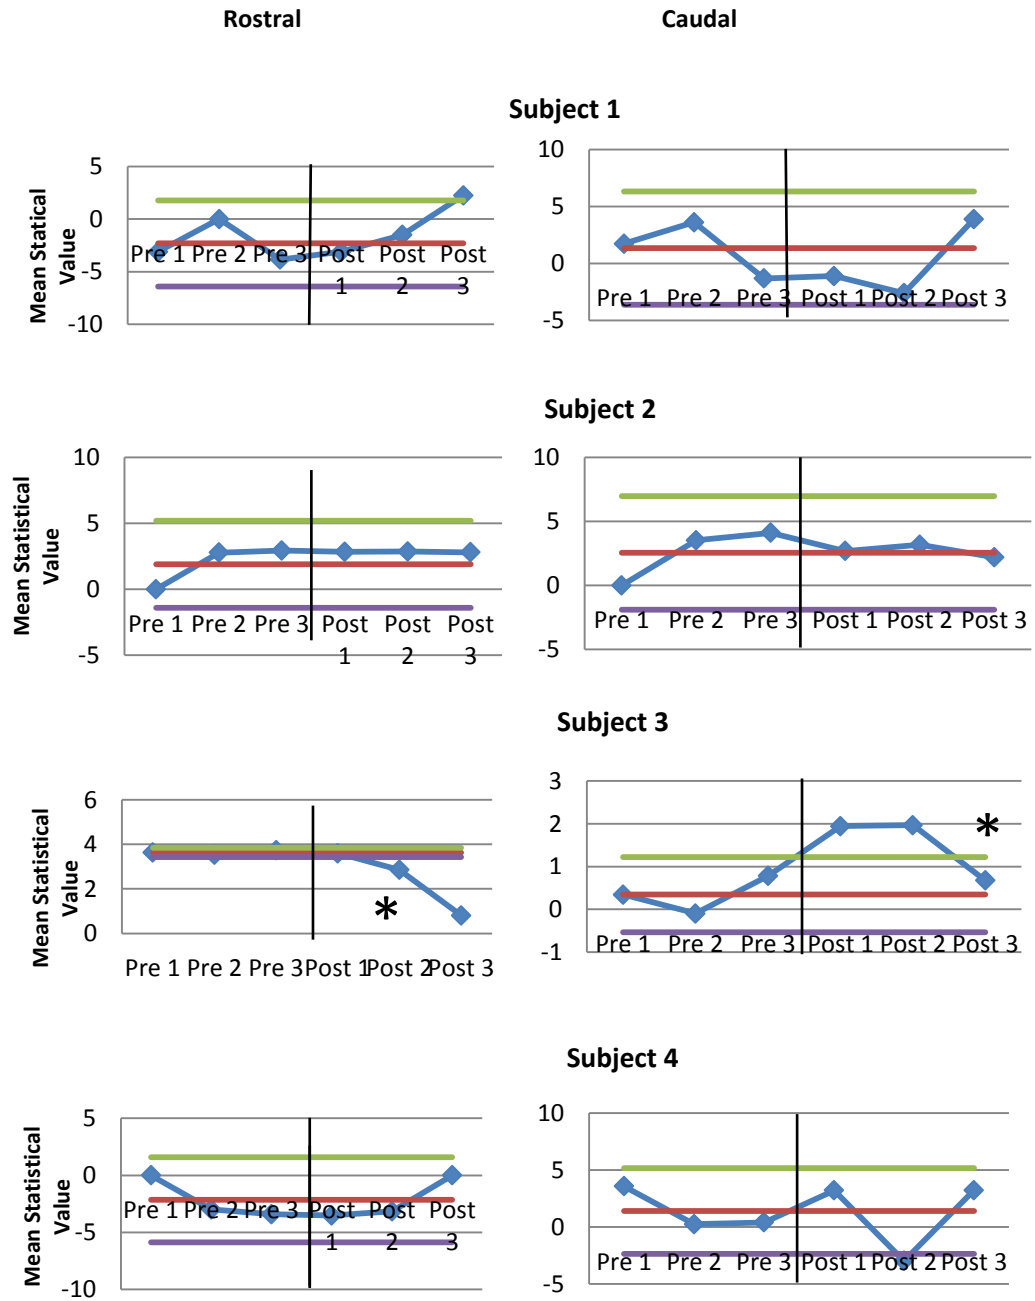 Rostral
Caudal
Subject 1
Mean Statical
Value
5
0
-5
-10
Pre 1 Pre 2 Pre 3 Post Post Post
1 2 3
10
5
0
-5
Pre 1 Pre 2 Pre 3 Post 1 Post 2 Post 3
Subject 2
Mean Statistical
Value
10
5
0
-5
Pre 1 Pre 2 Pre 3 Post Post Post
1 2 3
10
5
0
-5
Pre 1 Pre 2 Pre 3 Post 1 Post 2 Post 3
Subject 3
Mean Statistical
Value
6
4
2
0
*
Pre 1 Pre 2 Pre 3 Post 1 Post 2 Post 3
3
2
1
0
-1
*
Pre 1 Pre 2 Pre 3 Post 1 Post 2 Post 3
Subject 4
Mean Statistical
Value
5
0
-5
-10
Pre 1 Pre 2 Pre 3 Post Post Post
1 2 3
10
5
0
-5
Pre 1 Pre 2 Pre 3 Post 1 Post 2 Post 3